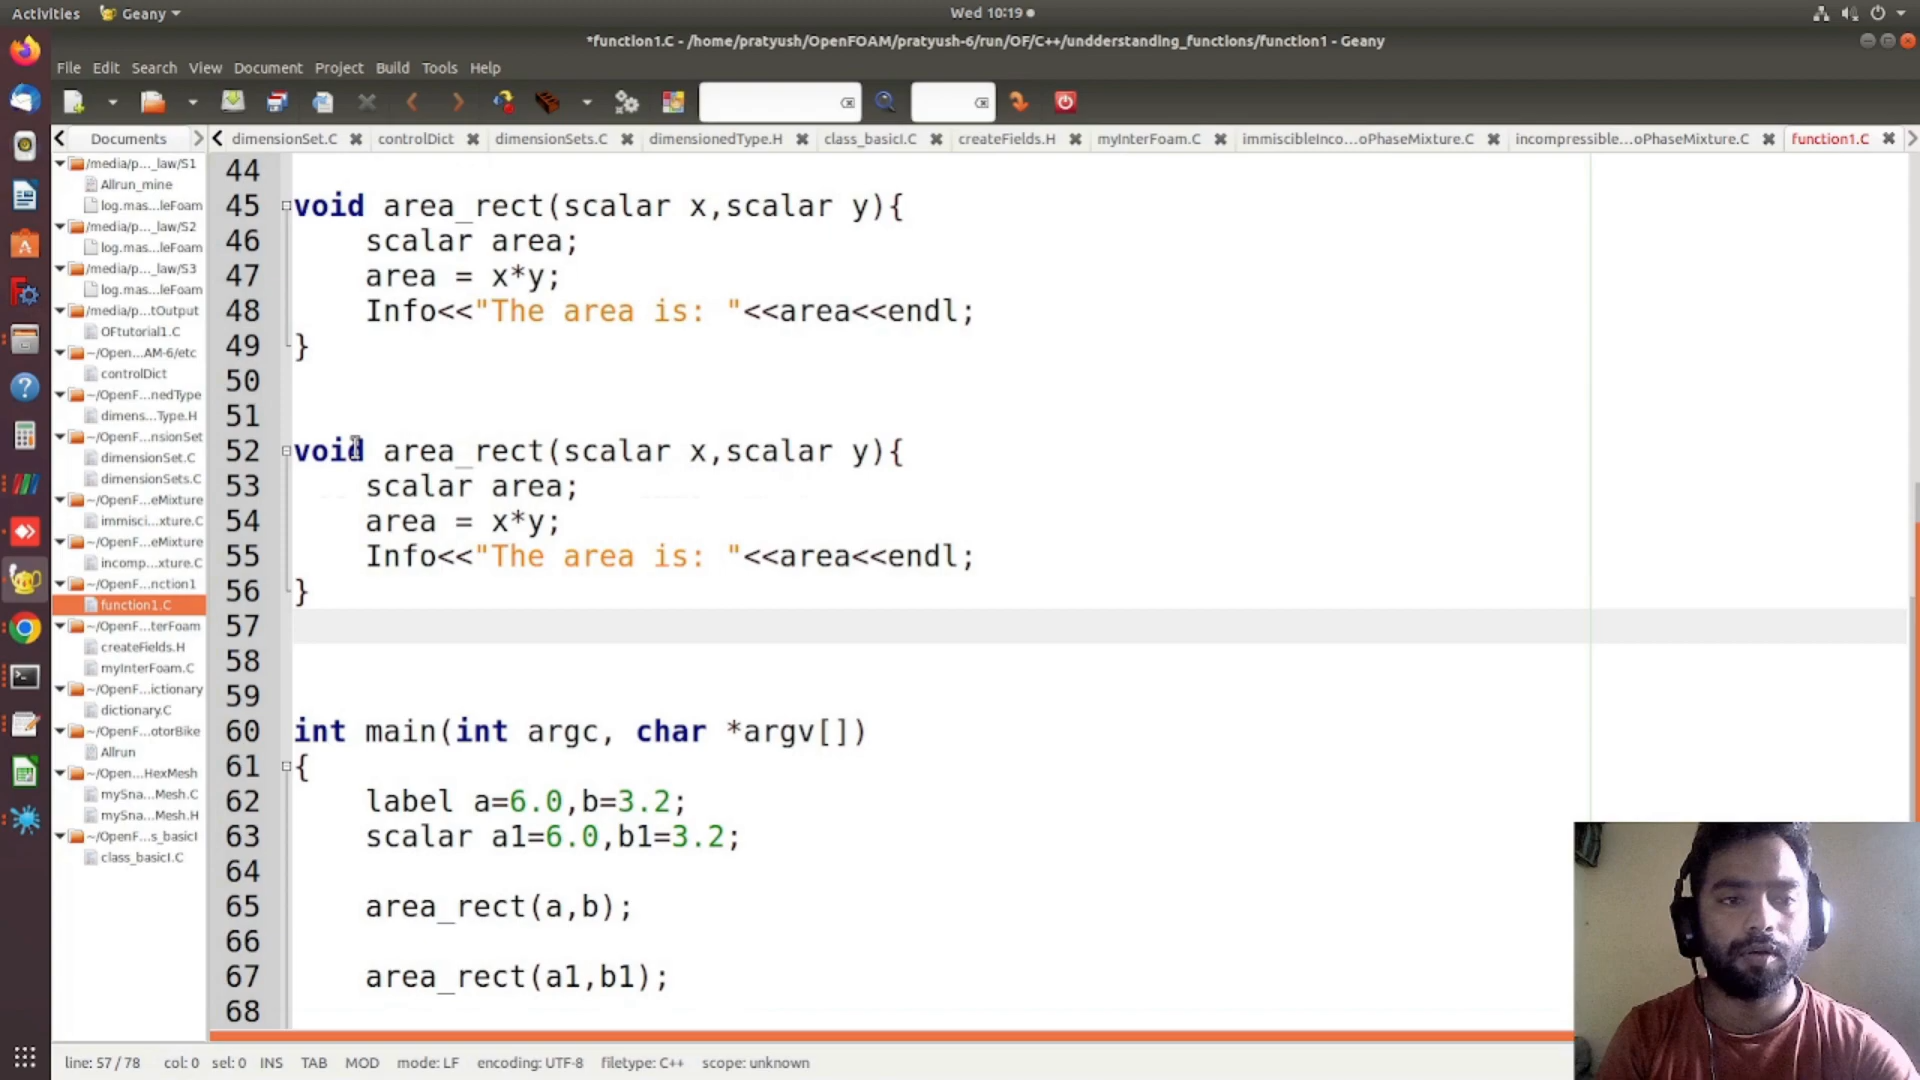 Activities Geany Wed 10:19
*function1.C - /home/pratyush/OpenFOAM/pratyush-6/run/OF/C++/undderstanding_functions/function1 - Geany
File Edit Search View Document Project Build Tools Help
Documents dimensionSet.C controlDict dimensionSets.C dimensionedType.H class_basicI.C createFields.H myInterFoam.C immiscibleInco...oPhaseMixture.C incompressible...oPhaseMixture.C function1.C
/media/p..._law/S1
Allrun_mine
log.mas...leFoam
/media/p..._law/S2
log.mas...leFoam
/media/p..._law/S3
log.mas...leFoam
/media/p...tOutput
OFtutorial1.C
~/Open...AM-6/etc
controlDict
~/OpenF...nedType
dimens...Type.H
~/OpenF...nsionSet
dimensionSet.C
dimensionSets.C
~/OpenF...eMixture
immisci...xture.C
~/OpenF...eMixture
incomp...xture.C
~/OpenF...nction1
function1.C
~/OpenF...terFoam
createFields.H
myInterFoam.C
~/OpenF...ictionary
dictionary.C
~/OpenF...otorBike
Allrun
~/Open...HexMesh
mySna...Mesh.C
mySna...Mesh.H
~/OpenF...s_basicI
class_basicI.C
44
45 void area_rect(scalar x,scalar y){
46 scalar area;
47 area = x*y;
48 Info<<"The area is: "<<area<<endl;
49 }
50
51
52 void area_rect(scalar x,scalar y){
53 scalar area;
54 area = x*y;
55 Info<<"The area is: "<<area<<endl;
56 }
57
58
59
60 int main(int argc, char *argv[])
61 {
62 label a=6.0,b=3.2;
63 scalar a1=6.0,b1=3.2;
64
65 area_rect(a,b);
66
67 area_rect(a1,b1);
68
line: 57 / 78 col: 0 sel: 0 INS TAB MOD mode: LF encoding: UTF-8 filetype: C++ scope: unknown